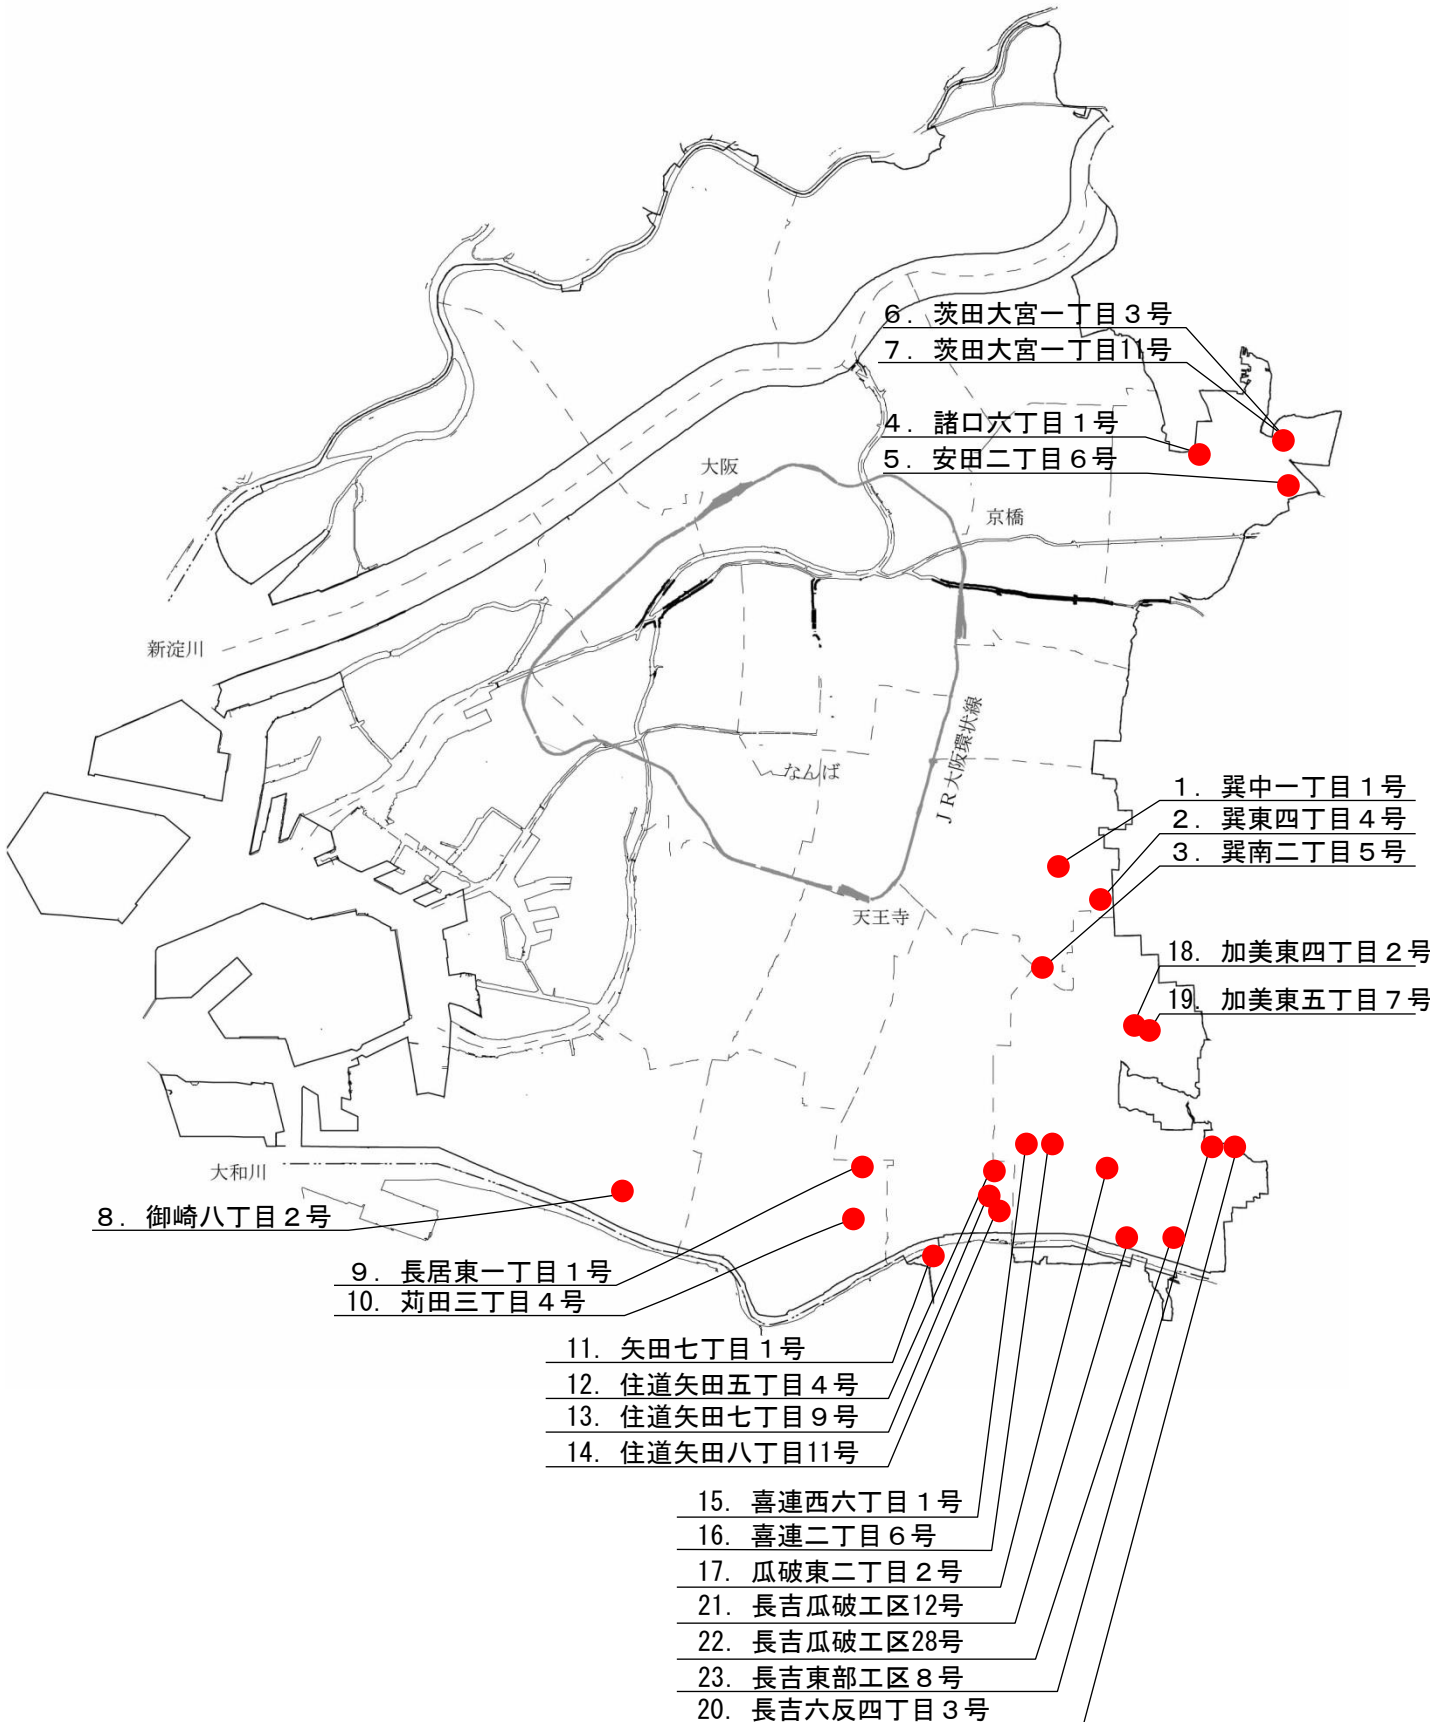 6. 茨田大宮一丁目３号
7. 茨田大宮一丁目11号
4. 諸口六丁目１号
5. 安田二丁目６号
大阪
京橋
新淀川
ＪＲ大阪環状線
なんば
1. 巽中一丁目１号
2. 巽東四丁目４号
3. 巽南二丁目５号
天王寺
18. 加美東四丁目２号
19. 加美東五丁目７号
大和川
8. 御崎八丁目２号
9. 長居東一丁目１号
10. 苅田三丁目４号
11. 矢田七丁目１号
12. 住道矢田五丁目４号
13. 住道矢田七丁目９号
14. 住道矢田八丁目11号
15. 喜連西六丁目１号
16. 喜連二丁目６号
17. 瓜破東二丁目２号
21. 長吉瓜破工区12号
22. 長吉瓜破工区28号
23. 長吉東部工区８号
20. 長吉六反四丁目３号